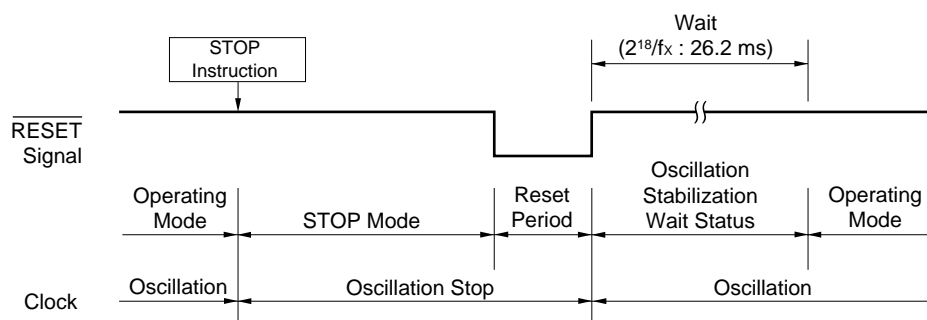 Wait
(2¹⁸/fx : 26.2 ms)
STOP
Instruction
RESET
Signal
Operating
Mode
STOP Mode
Reset
Period
Oscillation
Stabilization
Wait Status
Operating
Mode
Clock
Oscillation
Oscillation Stop
Oscillation